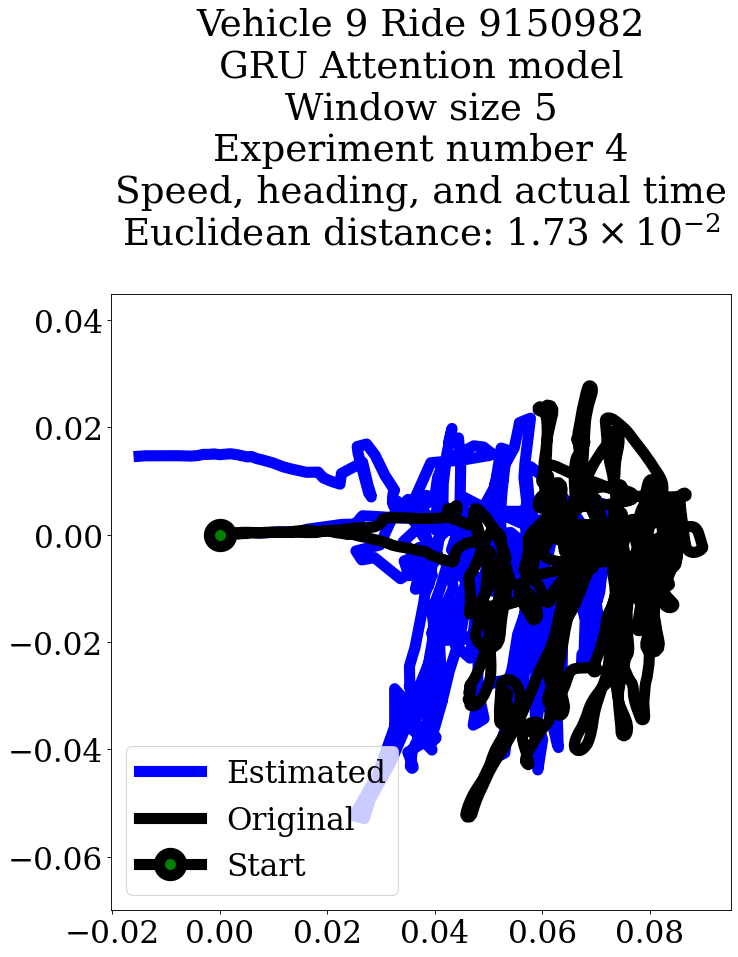 Vehicle 9 Ride 9150982
GRU Attention model
Window size 5
Experiment number 4
Speed, heading, and actual time
Euclidean distance: 1.73 × 10⁻²
0.04
0.02
0.00
−0.02
−0.04
−0.06
Estimated
Original
Start
−0.02 0.00 0.02 0.04 0.06 0.08